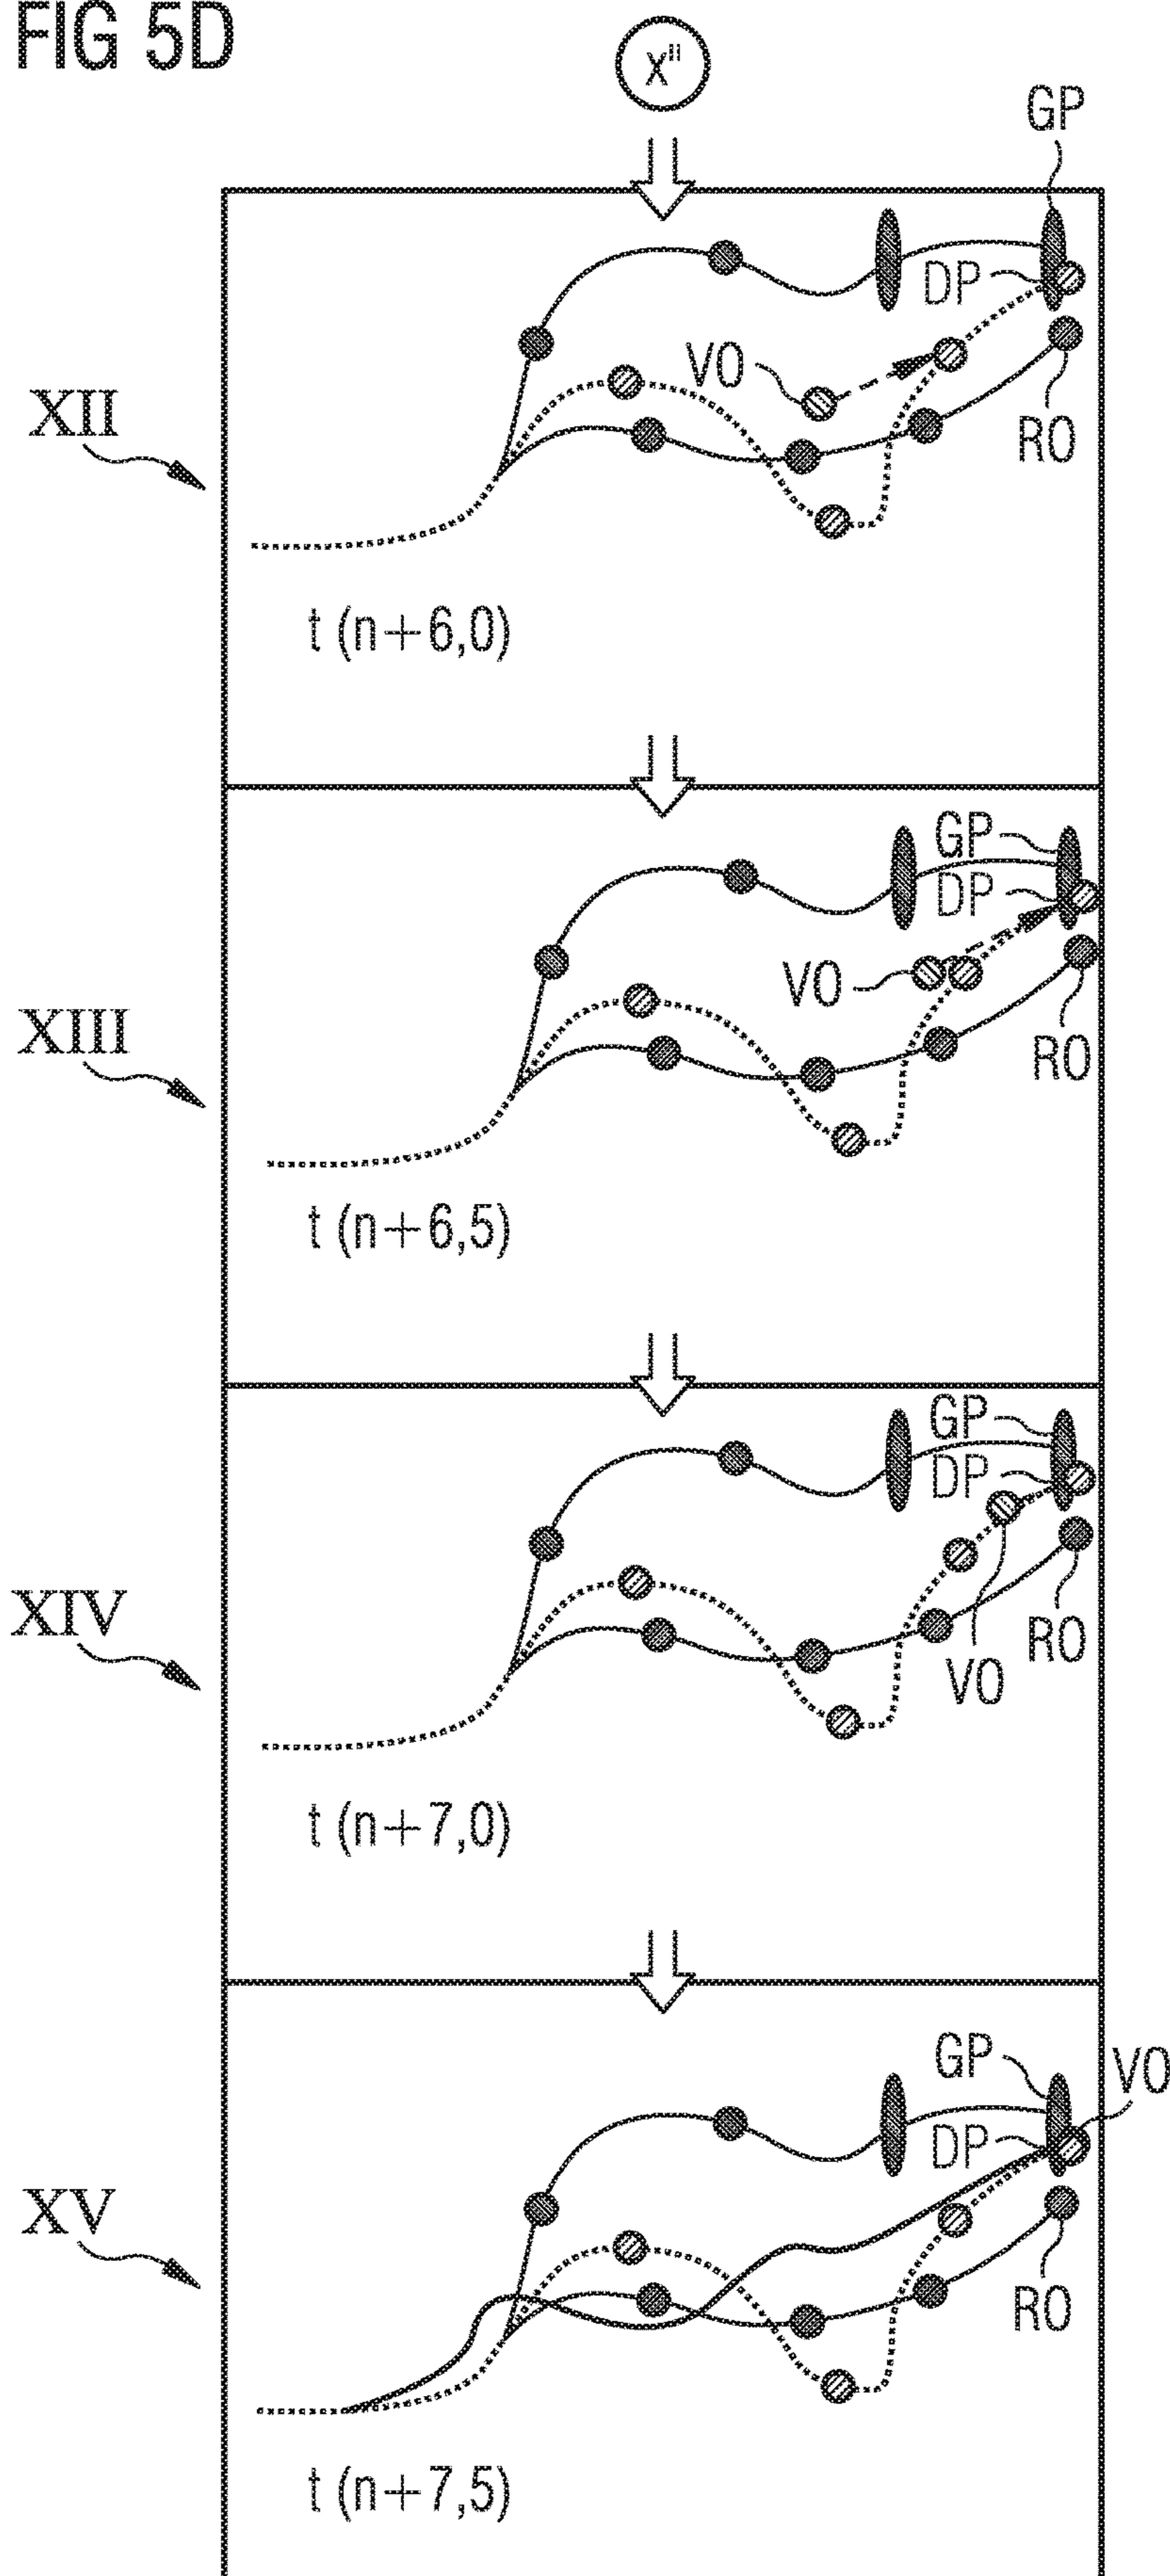 FIG 5D
X"
GP
DP
VO
XII
RO
t (n+6,0)
GP
DP
VO
XIII
RO
t (n+6,5)
GP
DP
XIV
RO
VO
t (n+7,0)
GP
VO
DP
XV
RO
t (n+7,5)